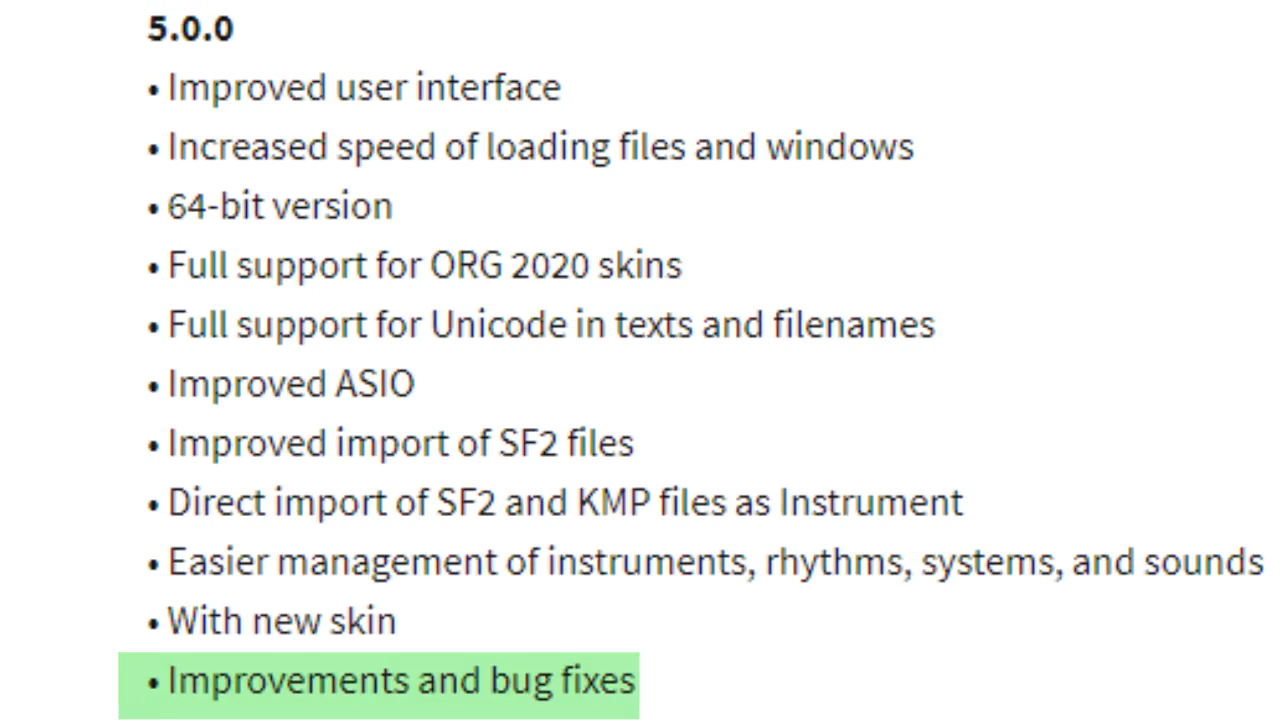 5.0.0
• Improved user interface
• Increased speed of loading files and windows
• 64-bit version
• Full support for ORG 2020 skins
• Full support for Unicode in texts and filenames
• Improved ASIO
• Improved import of SF2 files
• Direct import of SF2 and KMP files as Instrument
• Easier management of instruments, rhythms, systems, and sounds
• With new skin
• Improvements and bug fixes